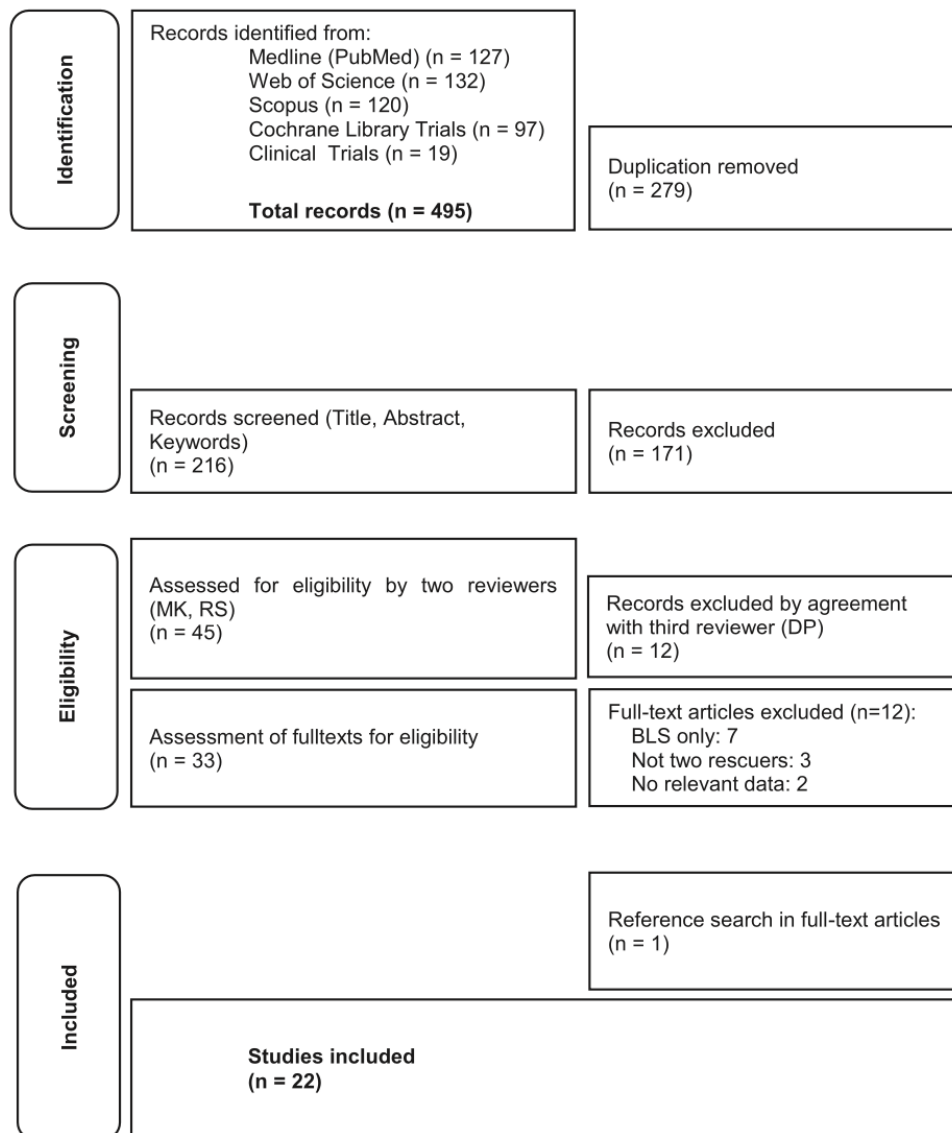 Identification
Records identified from:
Medline (PubMed) (n = 127)
Web of Science (n = 132)
Scopus (n = 120)
Cochrane Library Trials (n = 97)
Clinical Trials (n = 19)
Total records (n = 495)
Duplication removed
(n = 279)
Screening
Records screened (Title, Abstract,
Keywords)
(n = 216)
Records excluded
(n = 171)
Eligibility
Assessed for eligibility by two reviewers
(MK, RS)
(n = 45)
Records excluded by agreement
with third reviewer (DP)
(n = 12)
Assessment of fulltexts for eligibility
(n = 33)
Full-text articles excluded (n=12):
BLS only: 7
Not two rescuers: 3
No relevant data: 2
Included
Reference search in full-text articles
(n = 1)
Studies included
(n = 22)